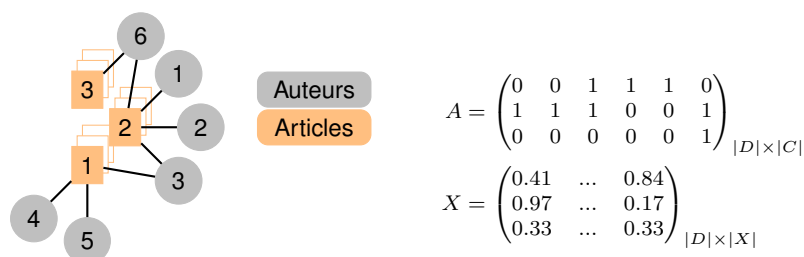 6
1
3
Auteurs
2
2
Articles
1
3
4
5
A = (0 0 1 1 1 0
1 1 1 0 0 1
0 0 0 0 0 1)|D|×|C|
X = (0.41 ... 0.84
0.97 ... 0.17
0.33 ... 0.33)|D|×|X|